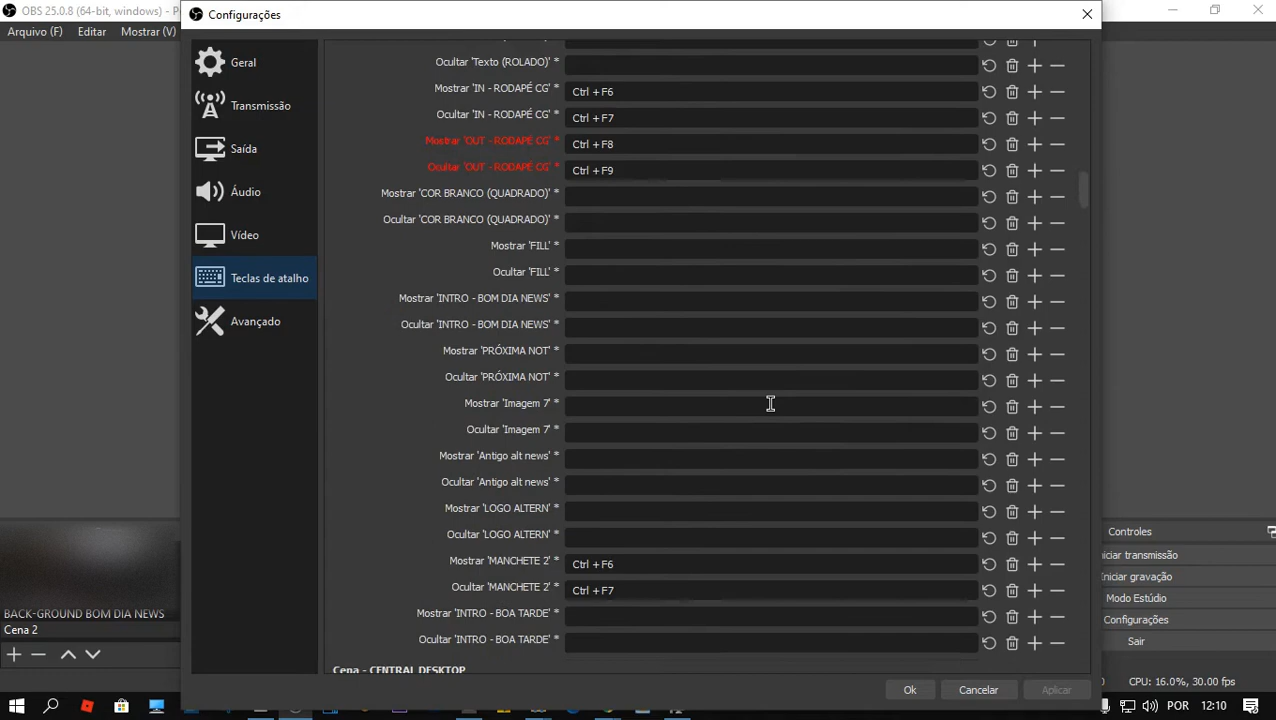 OBS 25.0.8 (64-bit, windows) - P
Configurações
Arquivo (F) Editar Mostrar (V)
Geral
Transmissão
Saída
Áudio
Vídeo
Teclas de atalho
Avançado
Ocultar 'Texto (ROLADO)' *
Mostrar 'IN - RODAPÉ CG' * Ctrl + F6
Ocultar 'IN - RODAPÉ CG' * Ctrl + F7
Mostrar 'OUT - RODAPÉ CG' * Ctrl + F8
Ocultar 'OUT - RODAPÉ CG' * Ctrl + F9
Mostrar 'COR BRANCO (QUADRADO)' *
Ocultar 'COR BRANCO (QUADRADO)' *
Mostrar 'FILL' *
Ocultar 'FILL' *
Mostrar 'INTRO - BOM DIA NEWS' *
Ocultar 'INTRO - BOM DIA NEWS' *
Mostrar 'PRÓXIMA NOT' *
Ocultar 'PRÓXIMA NOT' *
Mostrar 'Imagem 7' *
Ocultar 'Imagem 7' *
Mostrar 'Antigo alt news' *
Ocultar 'Antigo alt news' *
Mostrar 'LOGO ALTERN' *
Ocultar 'LOGO ALTERN' *
Mostrar 'MANCHETE 2' * Ctrl + F6
Ocultar 'MANCHETE 2' * Ctrl + F7
Mostrar 'INTRO - BOA TARDE' *
Ocultar 'INTRO - BOA TARDE' *
Cena - CENTRAL DESKTOP
Ok Cancelar Aplicar
BACK-GROUND BOM DIA NEWS
Cena 2
Controles
niciar transmissão
niciar gravação
Modo Estúdio
Configurações
Sair
0 CPU: 16.0%, 30.00 fps
POR 12:10